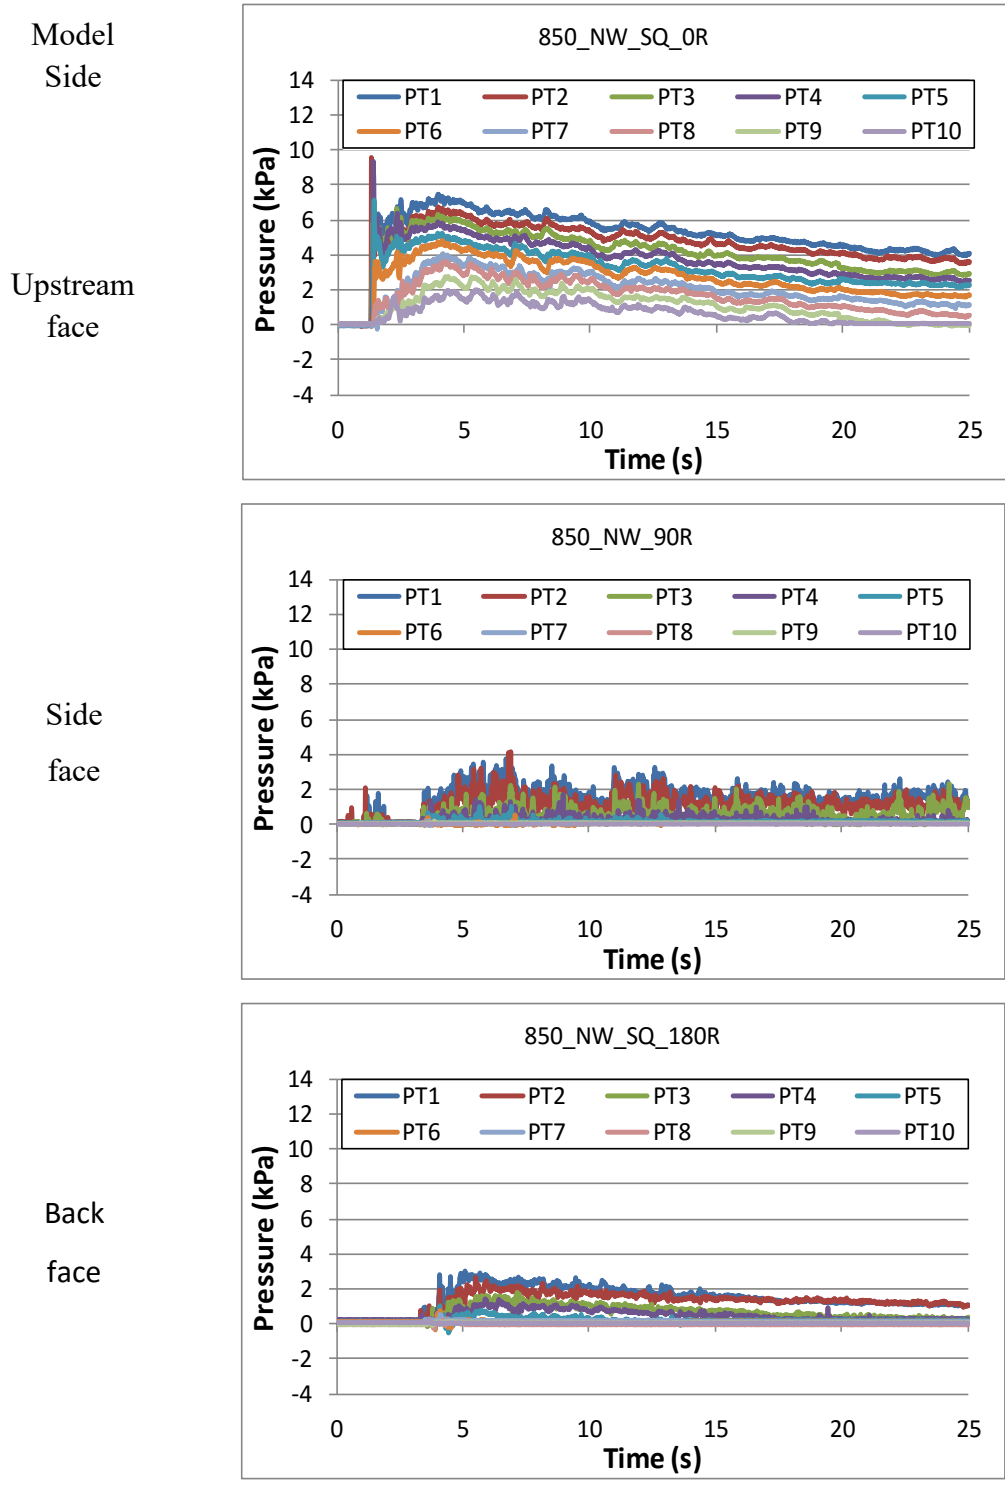 Model
Side
850_NW_SQ_0R
14
12
10
8
6
4
2
0
-2
-4
PT1 PT2 PT3 PT4 PT5
PT6 PT7 PT8 PT9 PT10
Pressure (kPa)
Upstream
face
0 5 10 15 20 25
Time (s)
850_NW_90R
14
12
10
8
6
4
2
0
-2
-4
PT1 PT2 PT3 PT4 PT5
PT6 PT7 PT8 PT9 PT10
Pressure (kPa)
Side
face
0 5 10 15 20 25
Time (s)
850_NW_SQ_180R
14
12
10
8
6
4
2
0
-2
-4
PT1 PT2 PT3 PT4 PT5
PT6 PT7 PT8 PT9 PT10
Pressure (kPa)
Back
face
0 5 10 15 20 25
Time (s)